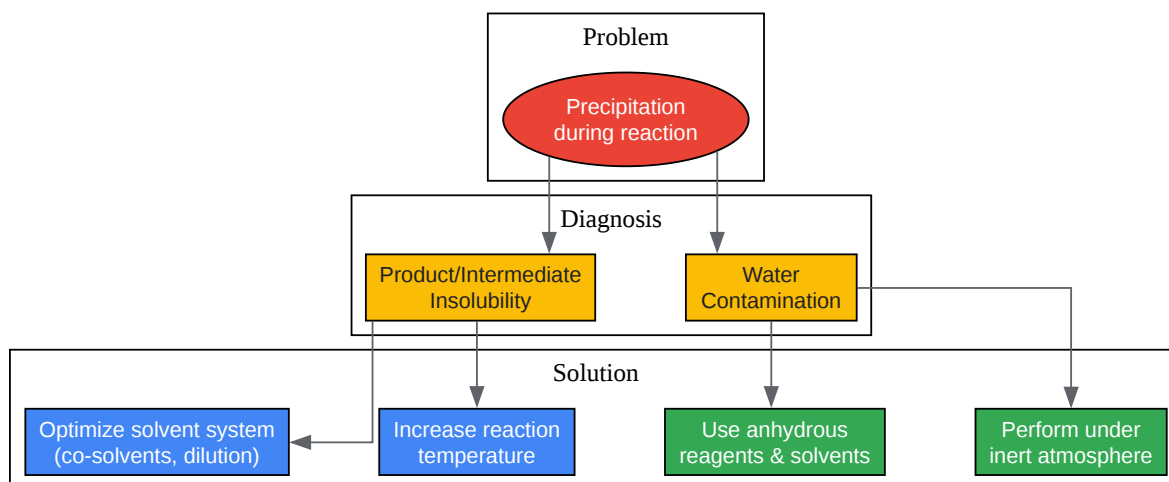 Problem
Precipitation
during reaction
Diagnosis
Product/Intermediate
Insolubility
Water
Contamination
Solution
Optimize solvent system
(co-solvents, dilution)
Increase reaction
temperature
Use anhydrous
reagents & solvents
Perform under
inert atmosphere